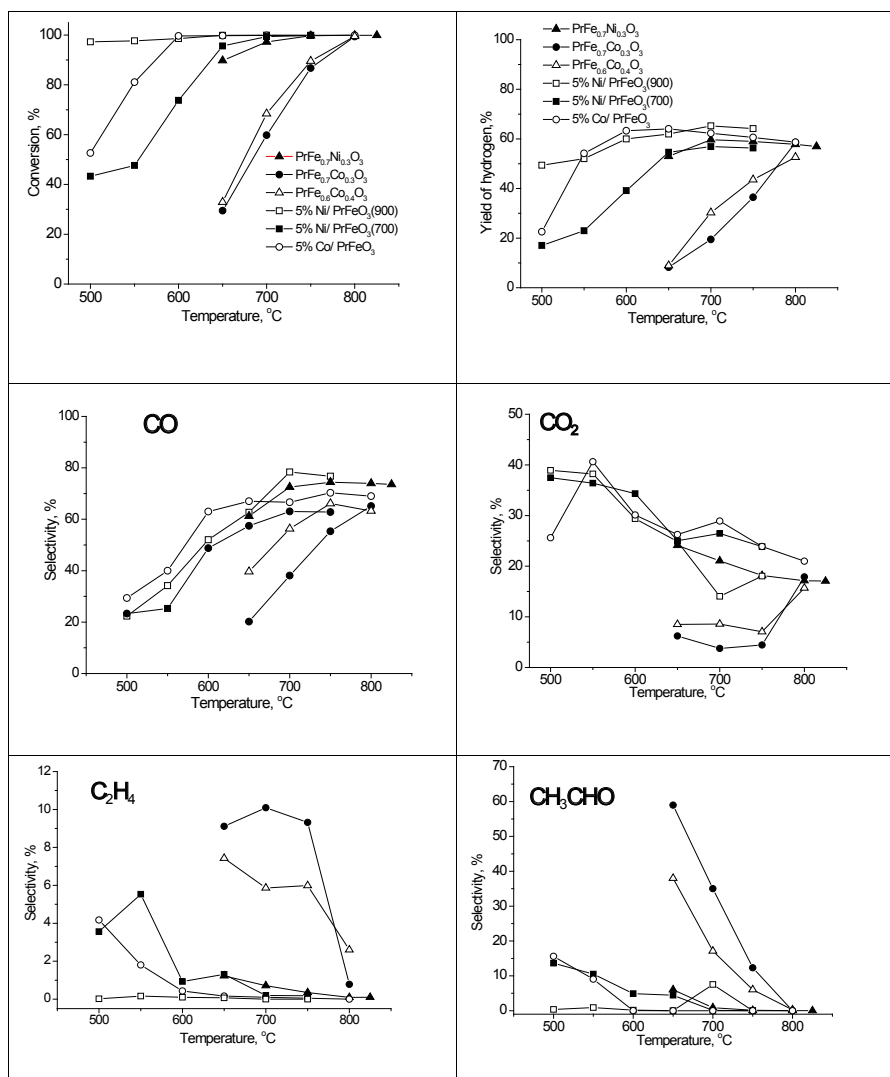 100
80
60
40
20
0
Conversion, %
PrFe0.7Ni0.3O3
PrFe0.7Co0.3O3
PrFe0.6Co0.4O3
5% Ni/ PrFeO3(900)
5% Ni/ PrFeO3(700)
5% Co/ PrFeO3
500 600 700 800
Temperature, °C
PrFe0.7Ni0.3O3
PrFe0.7Co0.3O3
PrFe0.6Co0.4O3
5% Ni/ PrFeO3(900)
5% Ni/ PrFeO3(700)
5% Co/ PrFeO3
100
80
60
40
20
0
Yield of hydrogen,%
500 600 700 800
Temperature, °C
CO
100
80
60
40
20
0
Selectivity, %
500 600 700 800
Temperature, °C
CO2
50
40
30
20
10
0
Selectivity, %
500 600 700 800
Temperature, °C
C2H4
12
10
8
6
4
2
0
Selectivity, %
500 600 700 800
Temperature, °C
CH3CHO
70
60
50
40
30
20
10
0
Selectivity, %
500 600 700 800
Temperature, °C